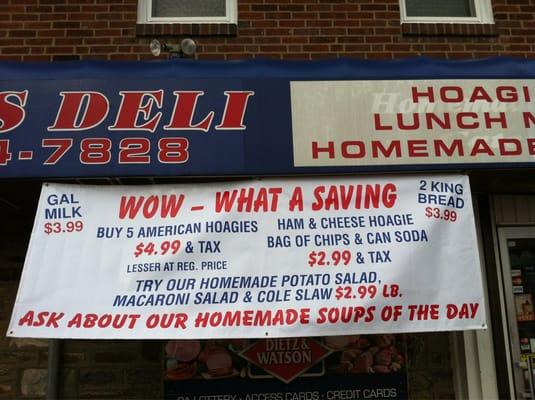 S DELI
4-7828
HOAGI
LUNCH M
HOMEMADE
WOW - WHAT A SAVING
GAL
MILK
$3.99
2 KING
BREAD
$3.99
BUY 5 AMERICAN HOAGIES
$4.99 & TAX
LESSER AT REG. PRICE
HAM & CHEESE HOAGIE
BAG OF CHIPS & CAN SODA
$2.99 & TAX
TRY OUR HOMEMADE POTATO SALAD,
MACARONI SALAD & COLE SLAW $2.99 LB.
ASK ABOUT OUR HOMEMADE SOUPS OF THE DAY
DIETZ
& WATSON
PA LOTTERY · ACCESS CARDS · CREDIT CARDS